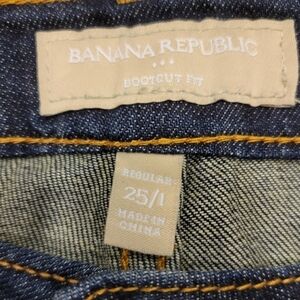 BANANA REPUBLIC
BOOTCUT FIT
REGULAR
25/1
MADE IN
CHINA